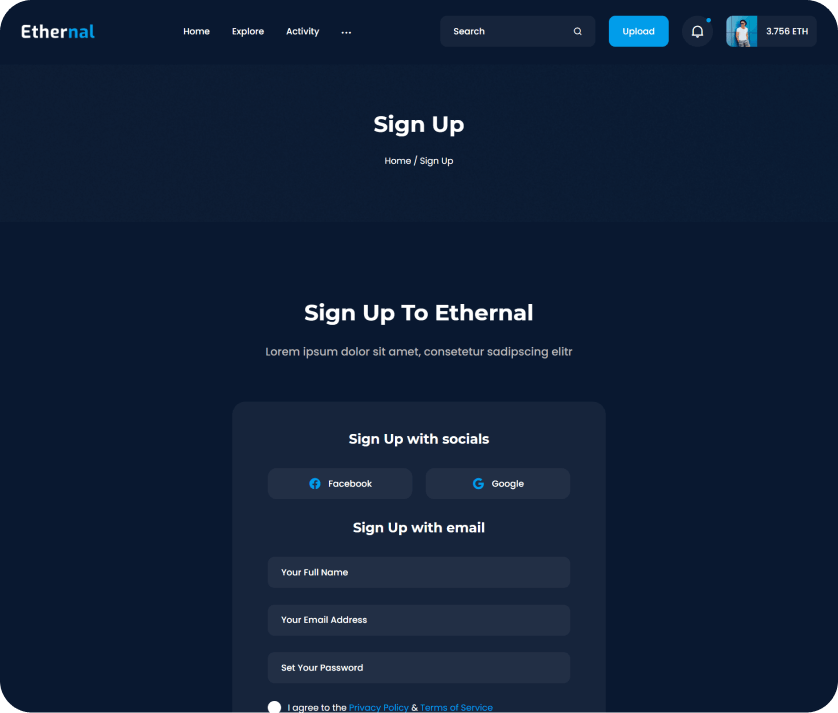 Ethernal Home Explore Activity ... Search Upload 3.756 ETH
Sign Up
Home / Sign Up
Sign Up To Ethernal
Lorem ipsum dolor sit amet, consetetur sadipscing elitr
Sign Up with socials
Facebook Google
Sign Up with email
Your Full Name
Your Email Address
Set Your Password
I agree to the Privacy Policy & Terms of Service